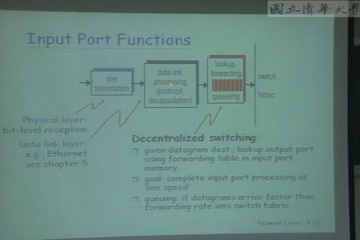 國立清華大學
Input Port Functions
line
termination
data link
processing
(protocol,
decapsulation)
lookup,
forwarding
queueing
switch
fabric
Physical layer:
bit-level reception
Data link layer:
e.g., Ethernet
see chapter 5
Decentralized switching:
given datagram dest., lookup output port
using forwarding table in input port
memory
goal: complete input port processing at
'line speed'
queuing: if datagrams arrive faster than
forwarding rate into switch fabric